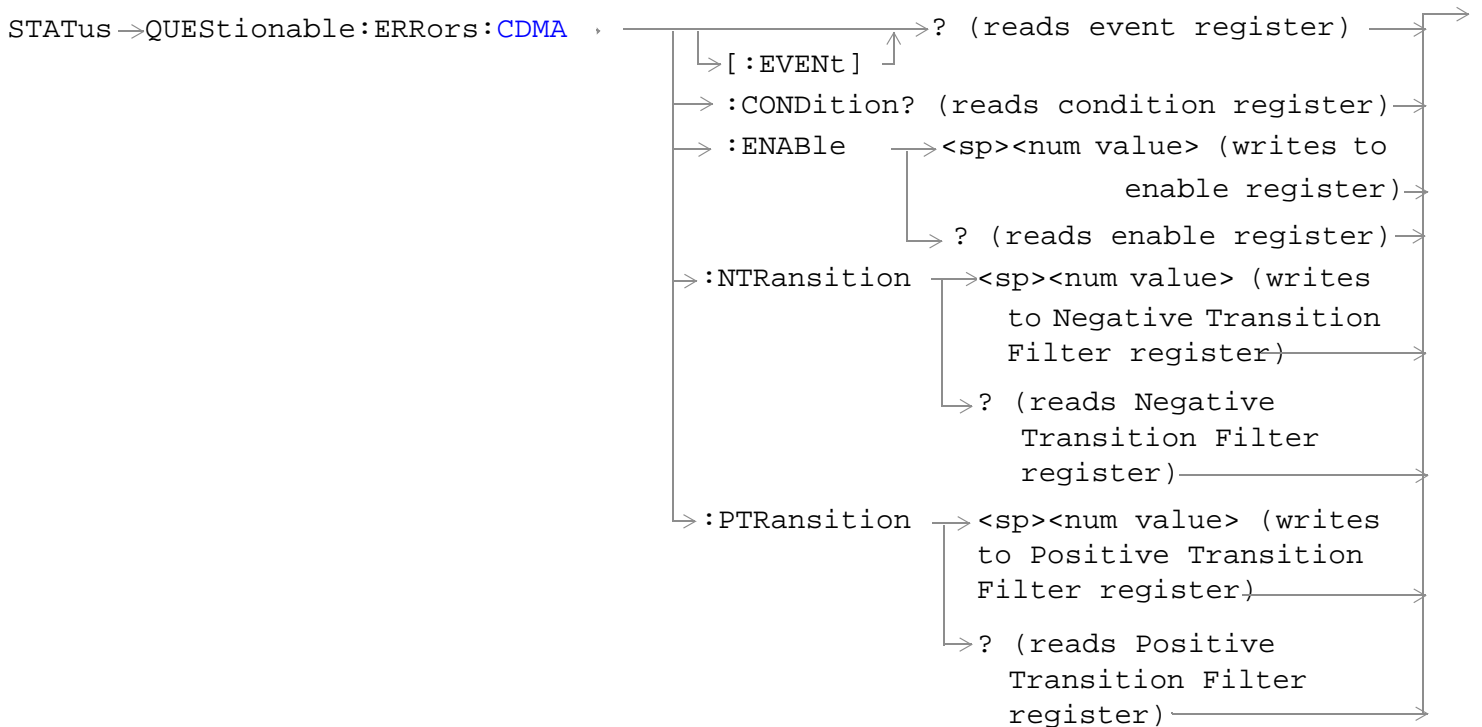 STATus QUEStionable:ERRors:CDMA ? (reads event register)
[:EVENt]
:CONDition? (reads condition register)
:ENABle <sp><num value> (writes to
enable register)
? (reads enable register)
:NTRansition <sp><num value> (writes
to Negative Transition
Filter register)
? (reads Negative
Transition Filter
register)
:PTRansition <sp><num value> (writes
to Positive Transition
Filter register)
? (reads Positive
Transition Filter
register)